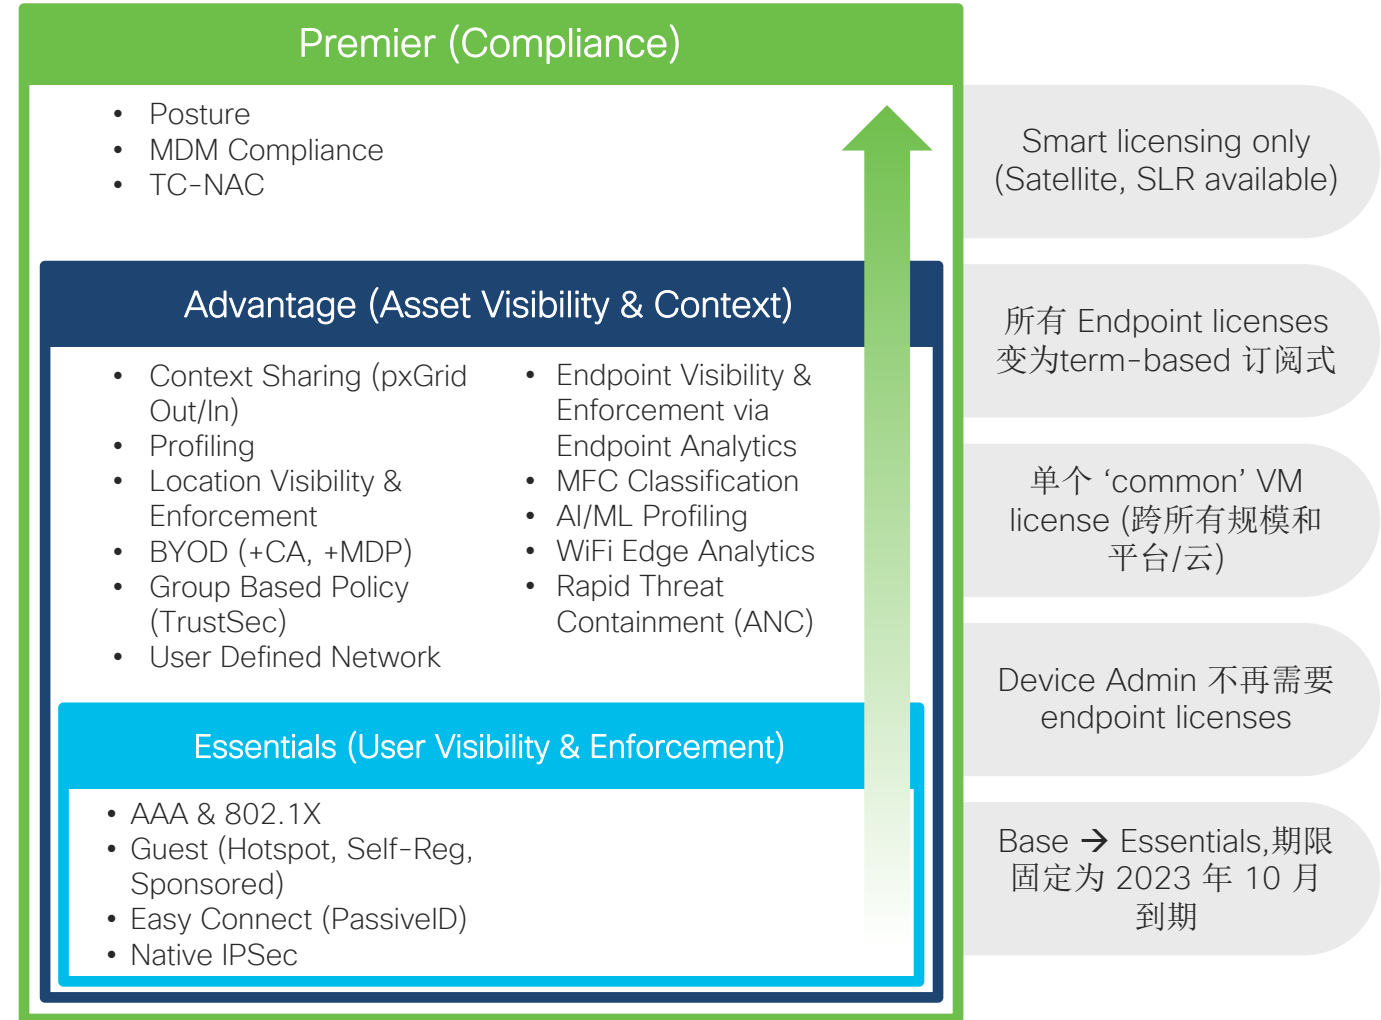 Premier (Compliance)
• Posture
• MDM Compliance
• TC-NAC
Advantage (Asset Visibility & Context)
• Context Sharing (pxGrid
Out/In)
• Profiling
• Location Visibility &
Enforcement
• BYOD (+CA, +MDP)
• Group Based Policy
(TrustSec)
• User Defined Network
• Endpoint Visibility &
Enforcement via
Endpoint Analytics
• MFC Classification
• AI/ML Profiling
• WiFi Edge Analytics
• Rapid Threat
Containment (ANC)
Essentials (User Visibility & Enforcement)
• AAA & 802.1X
• Guest (Hotspot, Self-Reg,
Sponsored)
• Easy Connect (PassiveID)
• Native IPSec
Smart licensing only
(Satellite, SLR available)
所有 Endpoint licenses
变为term-based 订阅式
单个 ‘common’ VM
license (跨所有规模和
平台/云)
Device Admin 不再需要
endpoint licenses
Base → Essentials,期限
固定为 2023 年 10 月
到期